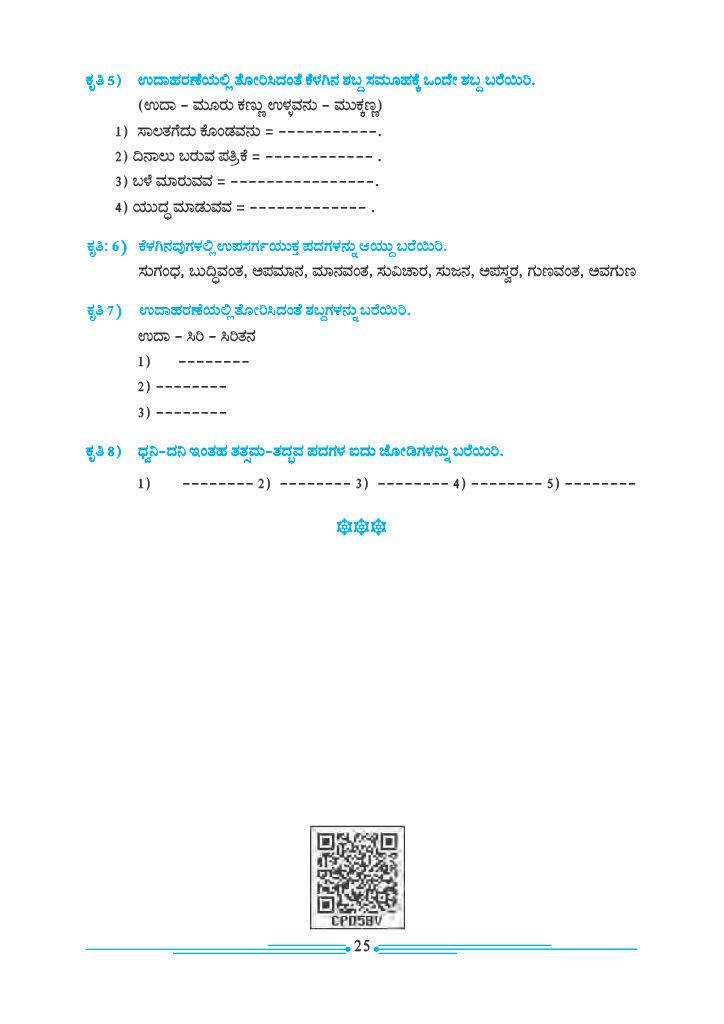 ಕೃತಿ 5) ಉದಾಹರಣೆಯಲ್ಲಿ ತೋರಿಸಿದಂತೆ ಕೆಳಗಿನ ಶಬ್ದ ಸಮೂಹಕ್ಕೆ ಒಂದೇ ಶಬ್ದ ಬರೆಯಿರಿ.
(ಉದಾ - ಮೂರು ಕಣ್ಣು ಉಳ್ಳವನು - ಮುಕ್ಕಣ್ಣ)
1) ಸಾಲತಗೆದು ಕೊಂಡವನು = -----------.
2) ದಿನಾಲು ಬರುವ ಪತ್ರಿಕೆ = ------------ .
3) ಬಳೆ ಮಾರುವವ = ----------------.
4) ಯುದ್ಧ ಮಾಡುವವ = ------------- .
ಕೃತಿ: 6) ಕೆಳಗಿನವುಗಳಲ್ಲಿ ಉಪಸರ್ಗಯುಕ್ತ ಪದಗಳನ್ನು ಆಯ್ದು ಬರೆಯಿರಿ.
ಸುಗಂಧ, ಬುದ್ಧಿವಂತ, ಅಪಮಾನ, ಮಾನವಂತ, ಸುವಿಚಾರ, ಸುಜನ, ಅಪಸ್ವರ, ಗುಣವಂತ, ಅವಗುಣ
ಕೃತಿ 7) ಉದಾಹರಣೆಯಲ್ಲಿ ತೋರಿಸಿದಂತೆ ಶಬ್ದಗಳನ್ನು ಬರೆಯಿರಿ.
ಉದಾ - ಸಿರಿ - ಸಿರಿತನ
1) --------
2) --------
3) --------
ಕೃತಿ 8) ಧ್ವನಿ-ದನಿ ಇಂತಹ ತತ್ಸಮ-ತದ್ಭವ ಪದಗಳ ಐದು ಜೋಡಿಗಳನ್ನು ಬರೆಯಿರಿ.
1) -------- 2) -------- 3) -------- 4) -------- 5) --------
CPD5BV
25